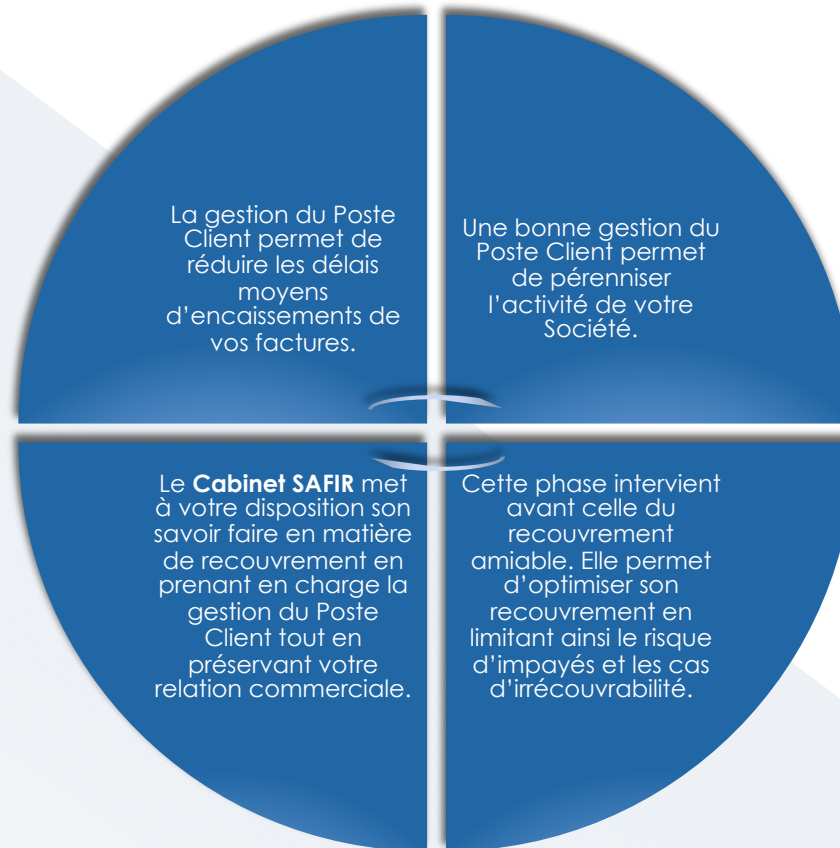 La gestion du Poste
Client permet de
réduire les délais
moyens
d’encaissements de
vos factures.
Une bonne gestion du
Poste Client permet
de pérenniser
l’activité de votre
Société.
Le Cabinet SAFIR met
à votre disposition son
savoir faire en matière
de recouvrement en
prenant en charge la
gestion du Poste
Client tout en
préservant votre
relation commerciale.
Cette phase intervient
avant celle du
recouvrement
amiable. Elle permet
d’optimiser son
recouvrement en
limitant ainsi le risque
d’impayés et les cas
d’irrécouvrabilité.